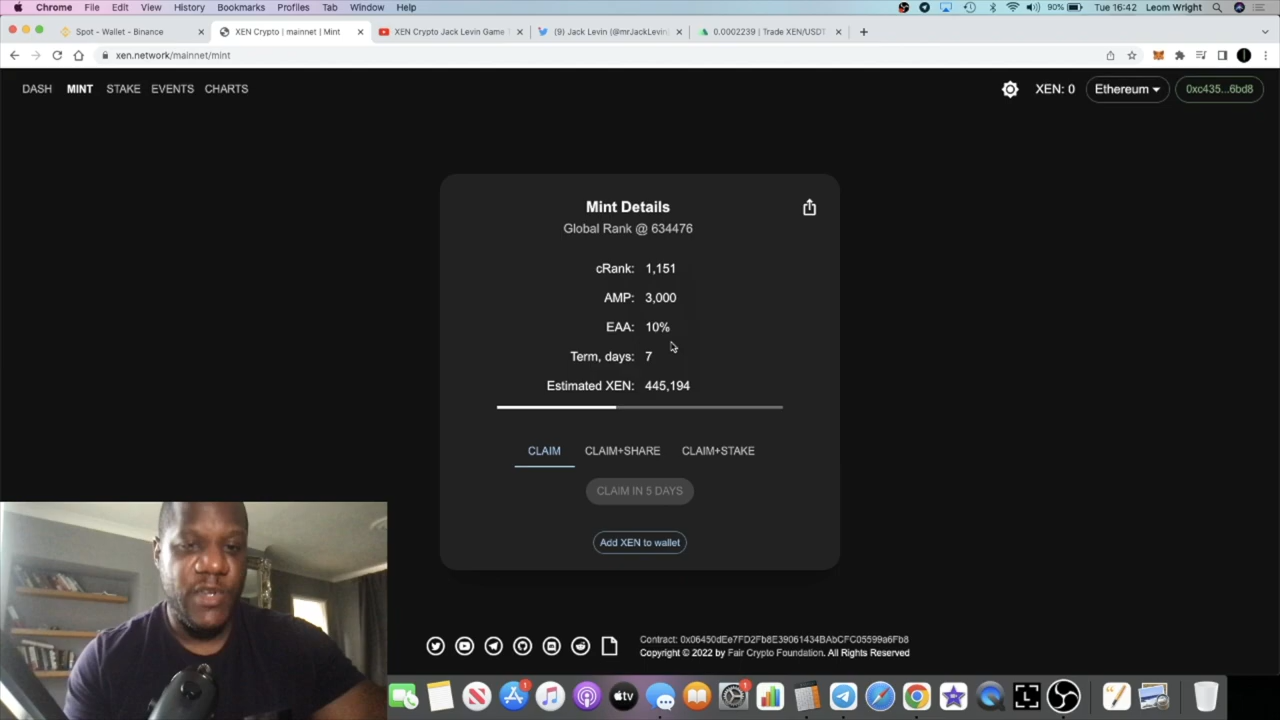 Chrome File Edit View History Bookmarks Profiles Tab Window Help 90% Tue 16:42 Leom Wright
Spot - Wallet - Binance XEN Crypto | mainnet | Mint XEN Crypto Jack Levin Game (9) Jack Levin (@mrJackLevin) 0.0002239 | Trade XEN/USDT
xen.network/mainnet/mint
DASH MINT STAKE EVENTS CHARTS XEN: 0 Ethereum 0xc435...6bd8
Mint Details
Global Rank @ 634476
cRank: 1,151
AMP: 3,000
EAA: 10%
Term, days: 7
Estimated XEN: 445,194
CLAIM CLAIM+SHARE CLAIM+STAKE
CLAIM IN 5 DAYS
Add XEN to wallet
Contract: 0x06450dEe7FD2Fb8E39061434BAbCFC05599a6Fb8
Copyright © 2022 by Fair Crypto Foundation. All Rights Reserved
tv